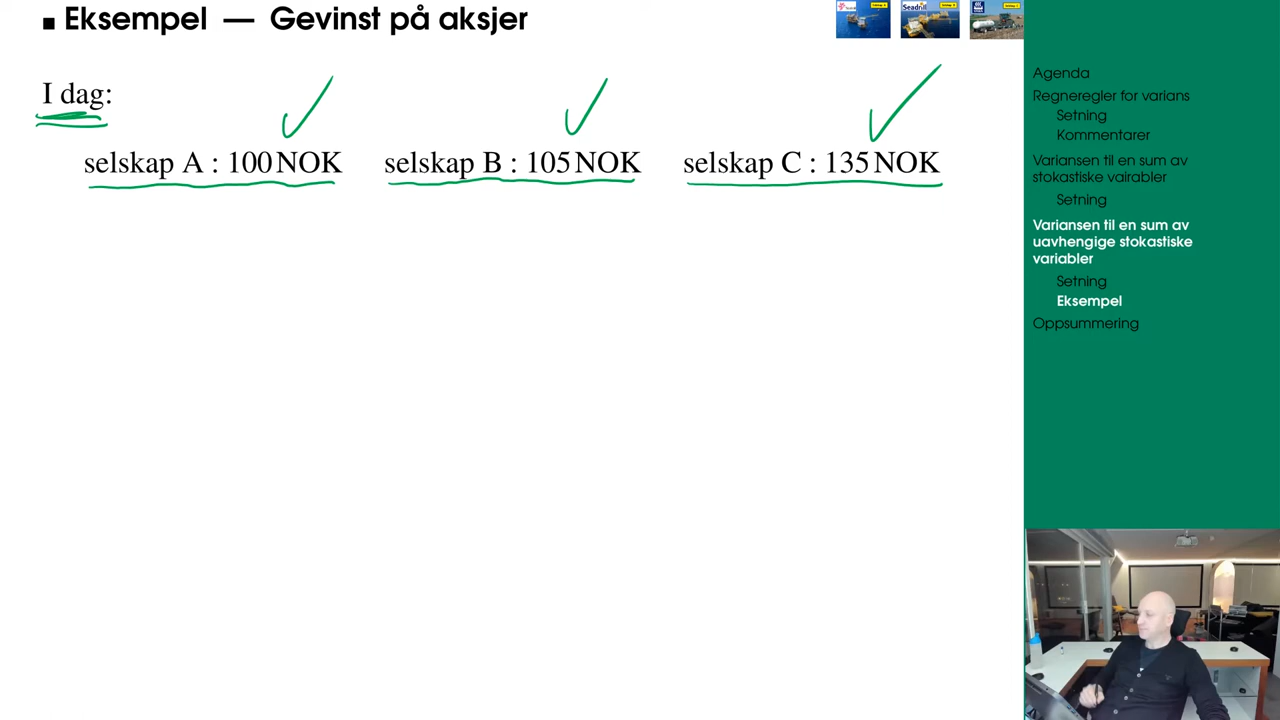 Eksempel — Gevinst på aksjer
Seadrill
I dag:
selskap A : 100 NOK selskap B : 105 NOK selskap C : 135 NOK
Agenda
Regneregler for varians
Setning
Kommentarer
Variansen til en sum av
stokastiske vairabler
Setning
Variansen til en sum av
uavhengige stokastiske
variabler
Setning
Eksempel
Oppsummering